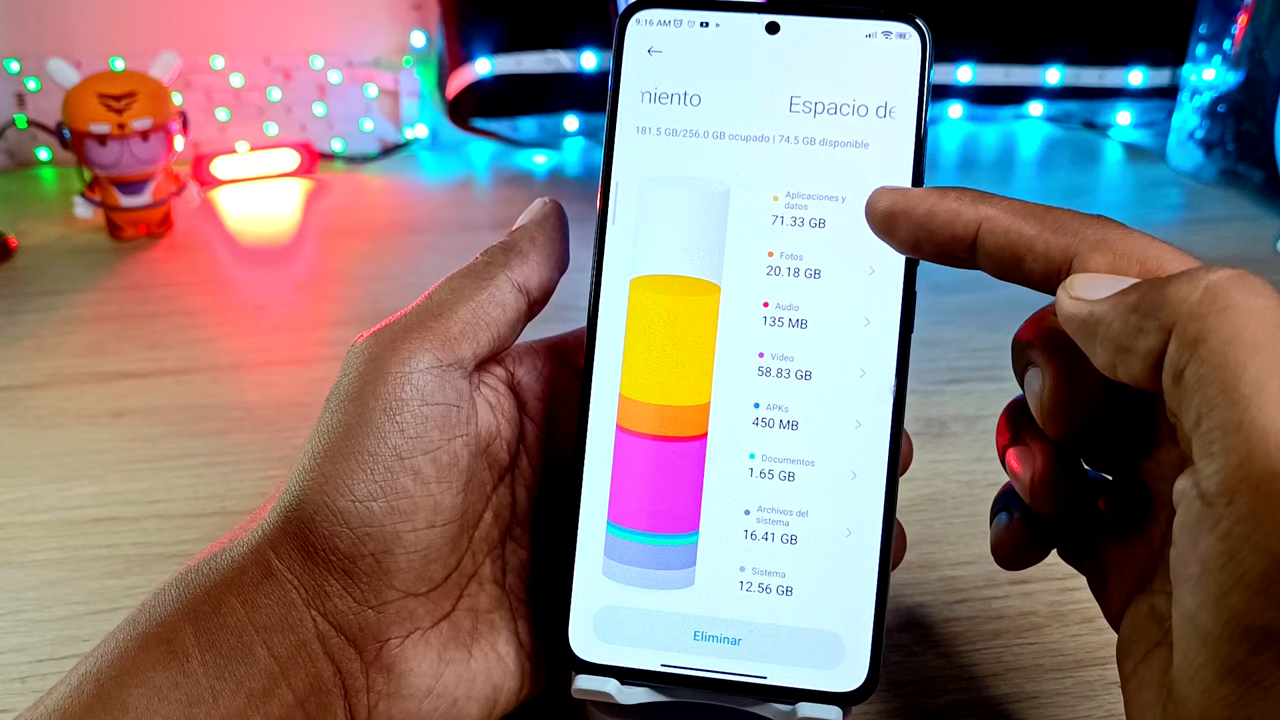 9:16 AM
miento
Espacio de
181.5 GB/256.0 GB ocupado | 74.5 GB disponible
Aplicaciones y
datos
71.33 GB
Fotos
20.18 GB
Audio
135 MB
Video
58.83 GB
APKs
450 MB
Documentos
1.65 GB
Archivos del
sistema
16.41 GB
Sistema
12.56 GB
Eliminar